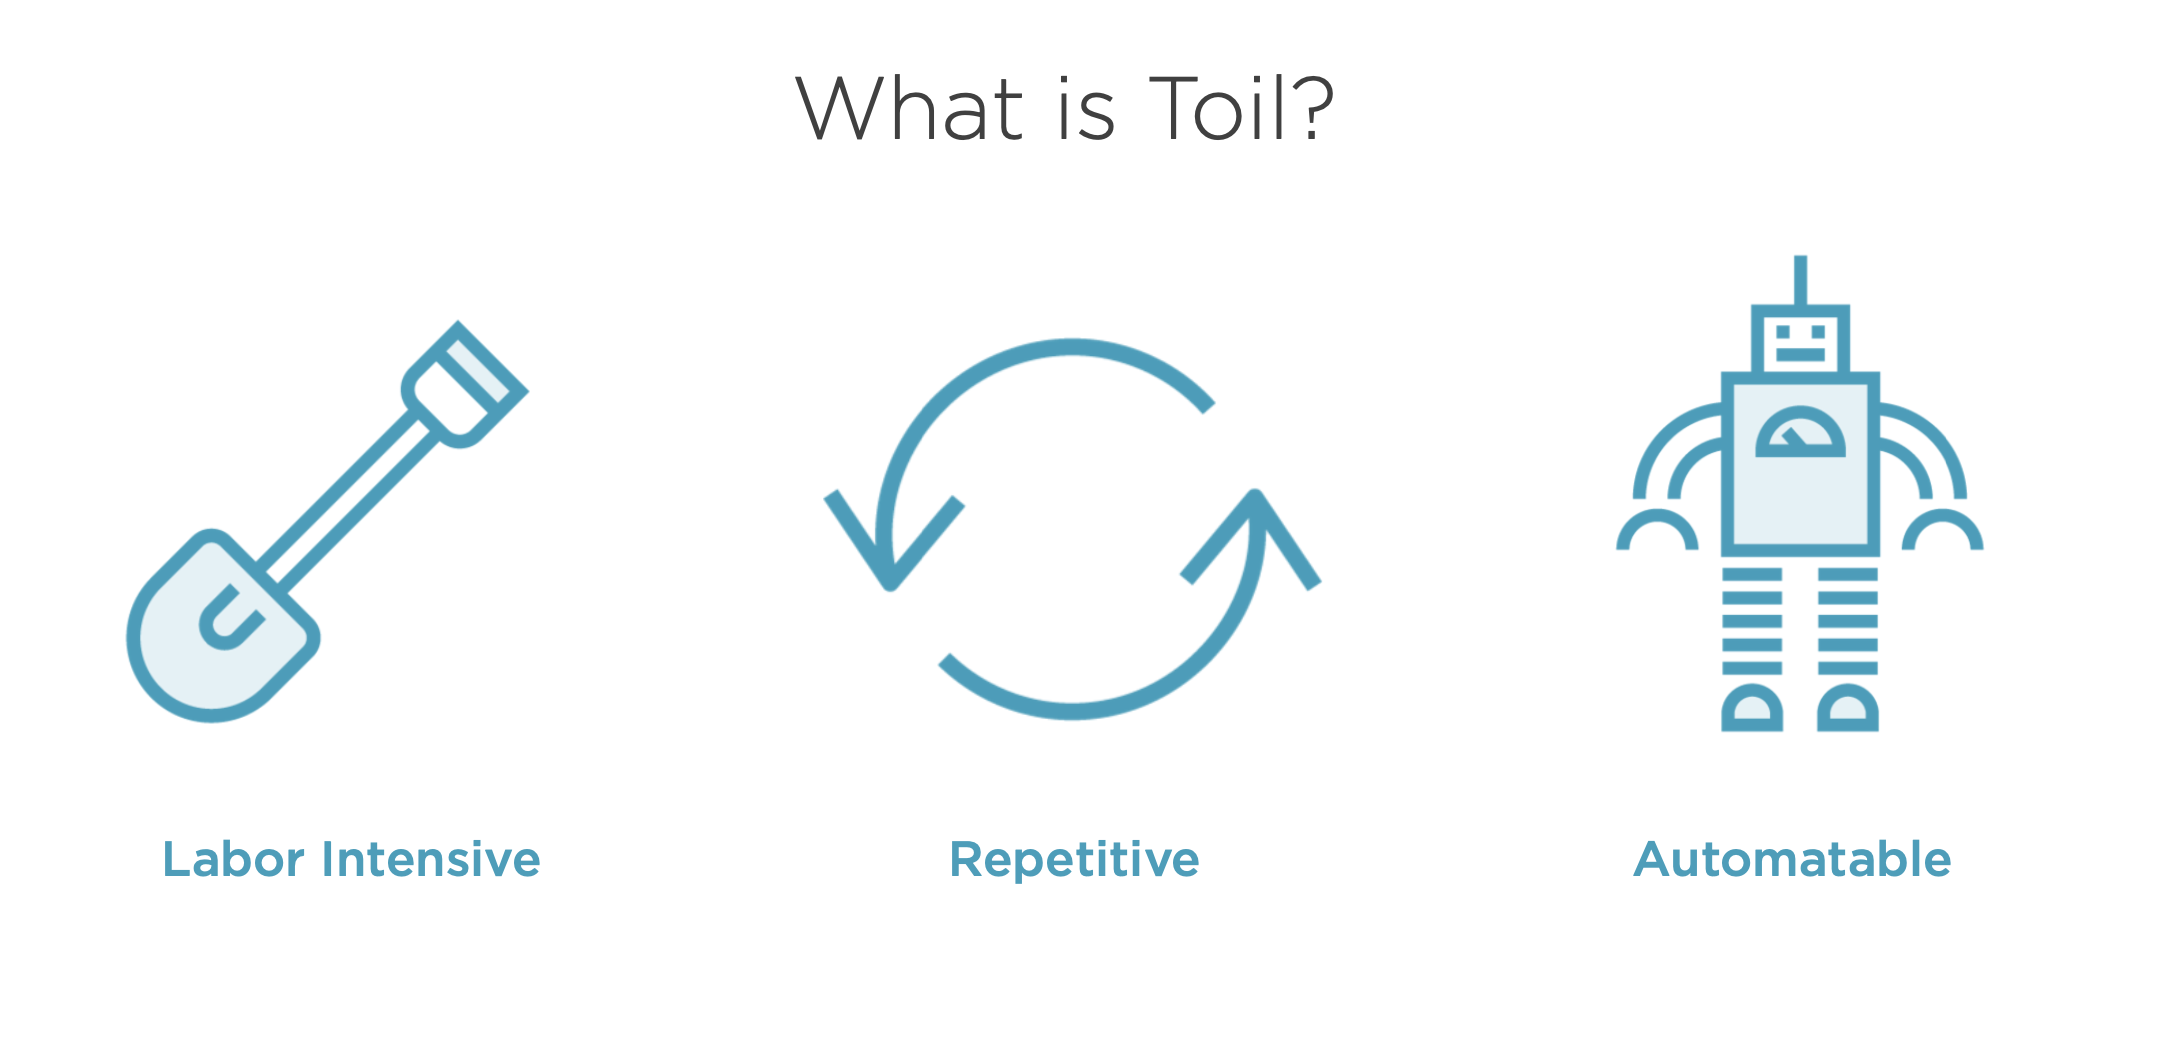 What is Toil?
Labor Intensive
Repetitive
Automatable